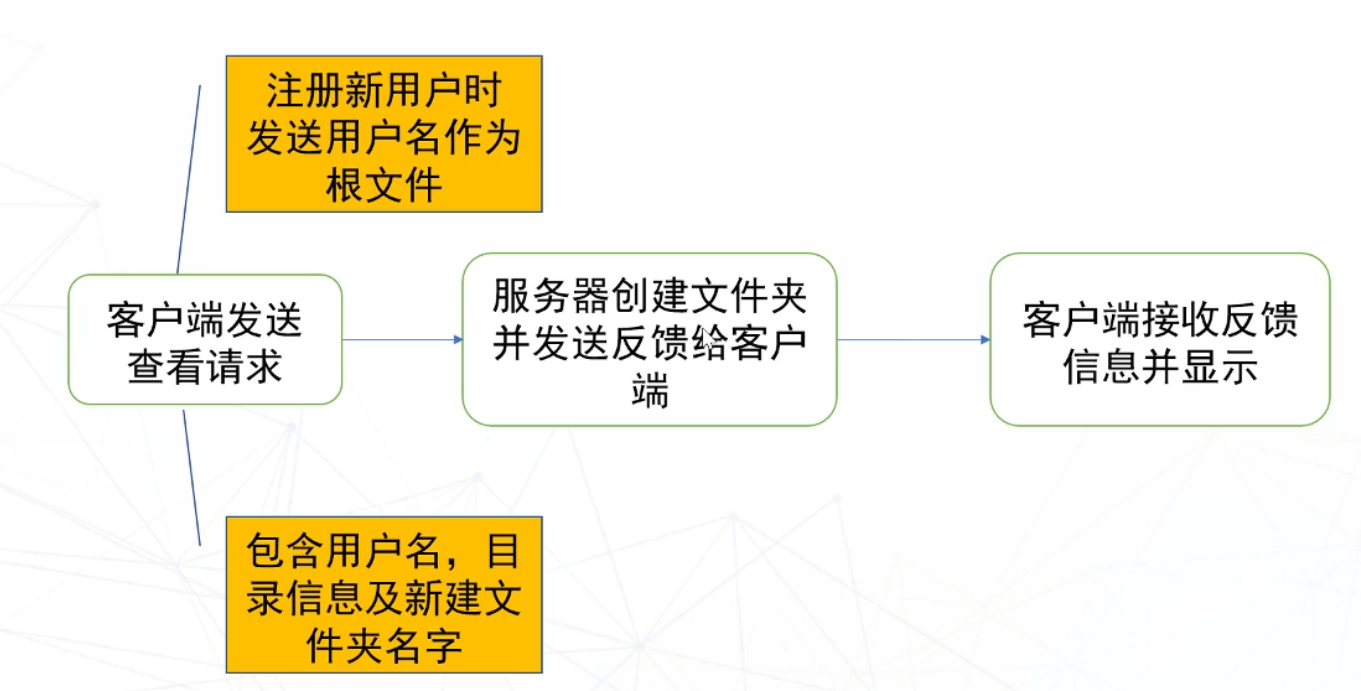 注册新用户时
发送用户名作为
根文件
客户端发送
查看请求
服务器创建文件夹
并发送反馈给客户
端
客户端接收反馈
信息并显示
包含用户名，目
录信息及新建文
件夹名字